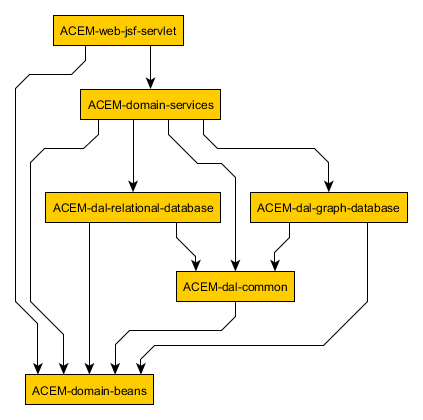 ACEM-web-jsf-servlet
ACEM-domain-services
ACEM-dal-relational-database
ACEM-dal-graph-database
ACEM-dal-common
ACEM-domain-beans